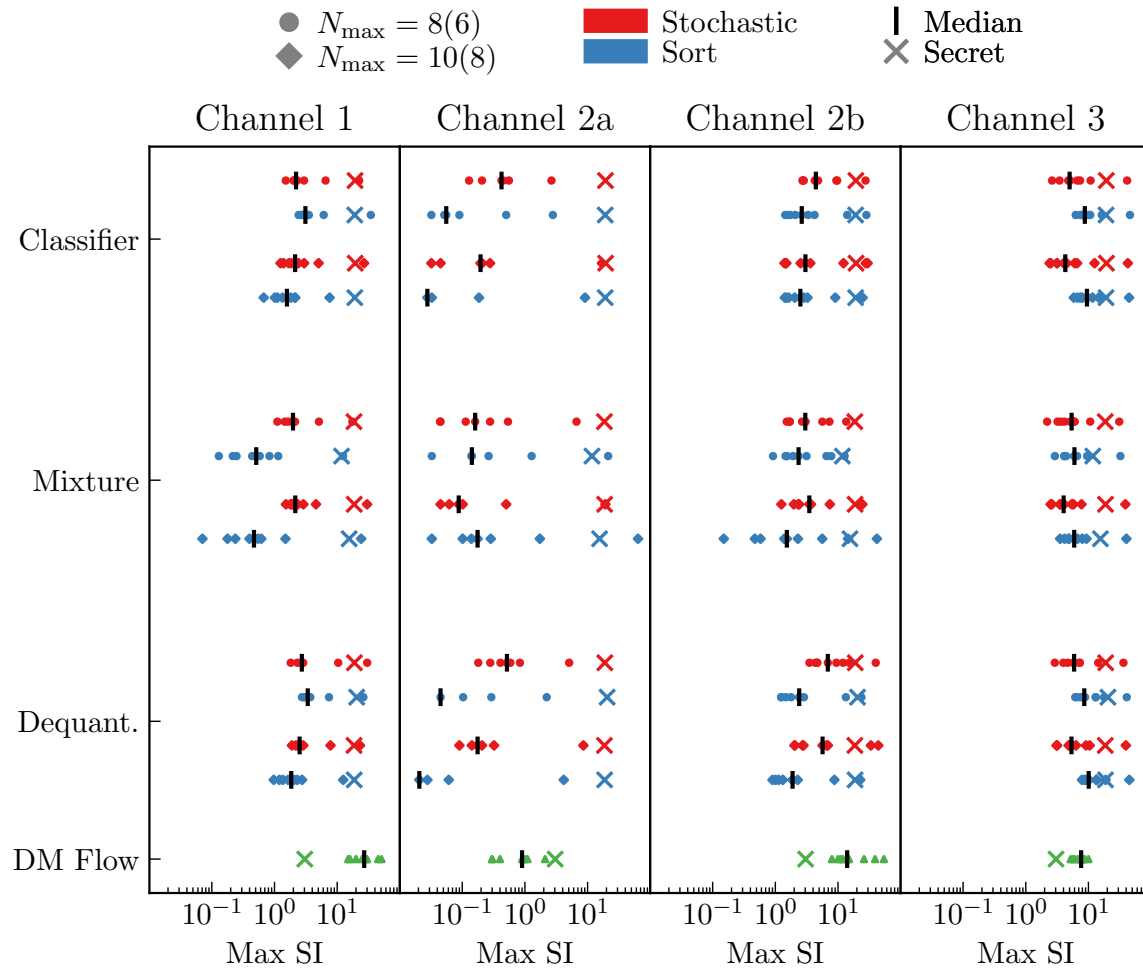 N_max = 8(6) Stochastic Median
N_max = 10(8) Sort Secret
Channel 1 Channel 2a Channel 2b Channel 3
Classifier
Mixture
Dequant.
DM Flow
10^−1 10^0 10^1 10^−1 10^0 10^1 10^−1 10^0 10^1 10^−1 10^0 10^1
Max SI Max SI Max SI Max SI